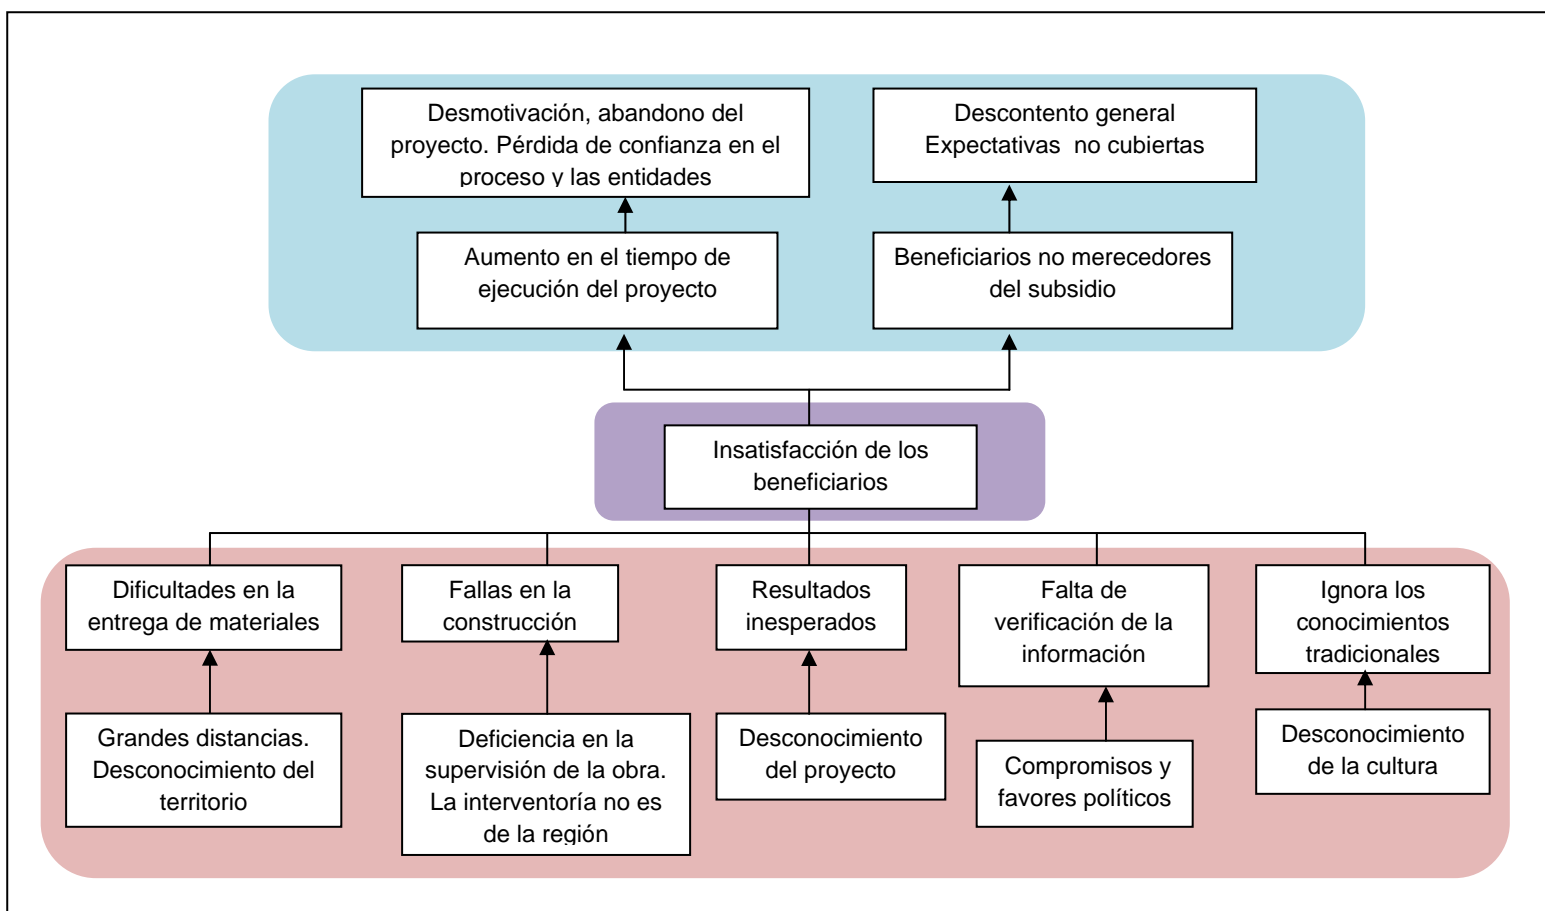 Desmotivación, abandono del
proyecto. Pérdida de confianza en el
proceso y las entidades
Descontento general
Expectativas no cubiertas
Aumento en el tiempo de
ejecución del proyecto
Beneficiarios no merecedores
del subsidio
Insatisfacción de los
beneficiarios
Dificultades en la
entrega de materiales
Fallas en la
construcción
Resultados
inesperados
Falta de
verificación de la
información
Ignora los
conocimientos
tradicionales
Grandes distancias.
Desconocimiento del
territorio
Deficiencia en la
supervisión de la obra.
La interventoría no es
de la región
Desconocimiento
del proyecto
Compromisos y
favores políticos
Desconocimiento
de la cultura